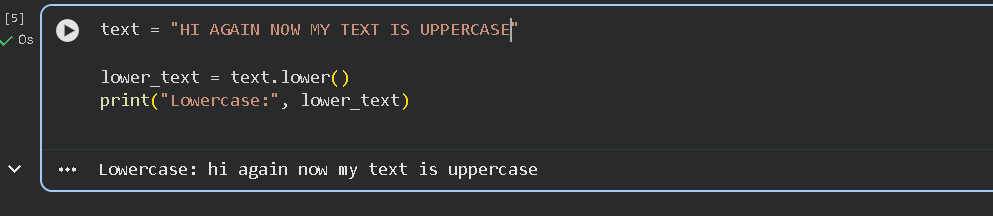 [5]
0s
text = "HI AGAIN NOW MY TEXT IS UPPERCASE"
lower_text = text.lower()
print("Lowercase:", lower_text)
Lowercase: hi again now my text is uppercase